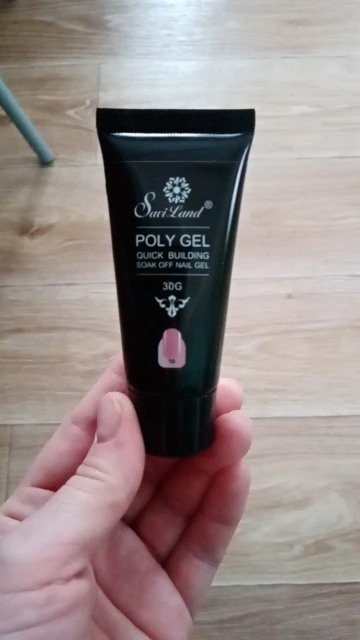 SaviLand®
POLY GEL
QUICK BUILDING
SOAK OFF NAIL GEL
30G